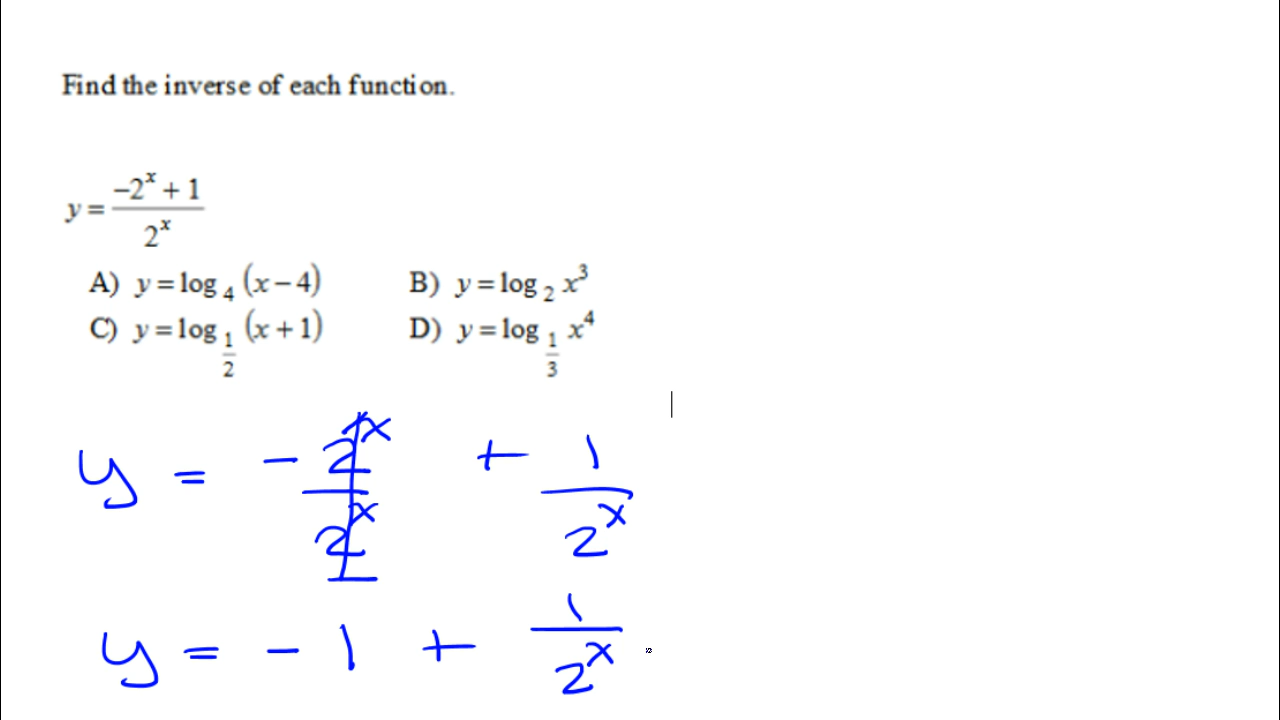 Find the inverse of each function.
y = (-2^x + 1) / 2^x
A) y = log_4 (x - 4)    B) y = log_2 x^3
C) y = log_{1/2} (x + 1)    D) y = log_{1/3} x^4
y = - 2^x / 2^x + 1 / 2^x
y = - 1 + 1 / 2^x